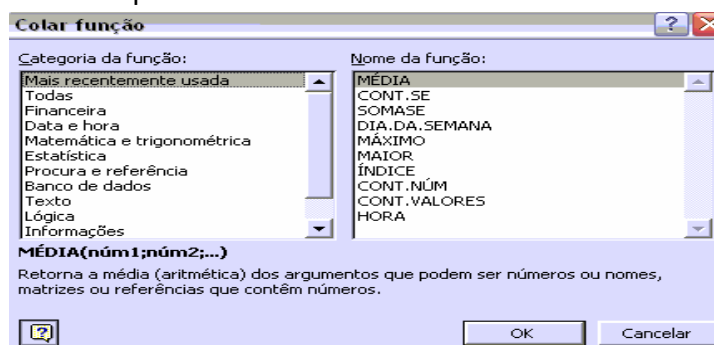 Colar função
Categoria da função:
Mais recentemente usada
Todas
Financeira
Data e hora
Matemática e trigonométrica
Estatística
Procura e referência
Banco de dados
Texto
Lógica
Informações
Nome da função:
MÉDIA
CONT.SE
SOMASE
DIA.DA.SEMANA
MÁXIMO
MAIOR
ÍNDICE
CONT.NÚM
CONT.VALORES
HORA
MÉDIA(núm1;núm2;...)
Retorna a média (aritmética) dos argumentos que podem ser números ou nomes,
matrizes ou referências que contêm números.
OK
Cancelar